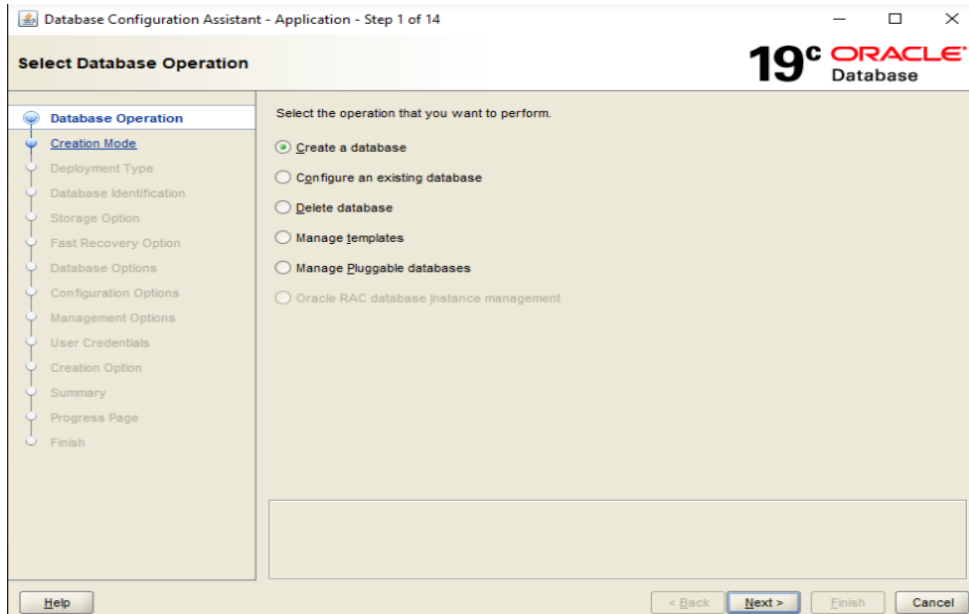 Database Configuration Assistant - Application - Step 1 of 14
Select Database Operation
19c ORACLE
Database
Database Operation
Creation Mode
Deployment Type
Database Identification
Storage Option
Fast Recovery Option
Database Options
Configuration Options
Management Options
User Credentials
Creation Option
Summary
Progress Page
Finish
Select the operation that you want to perform.
Create a database
Configure an existing database
Delete database
Manage templates
Manage Pluggable databases
Oracle RAC database Instance management
Help
< Back
Next >
Finish
Cancel